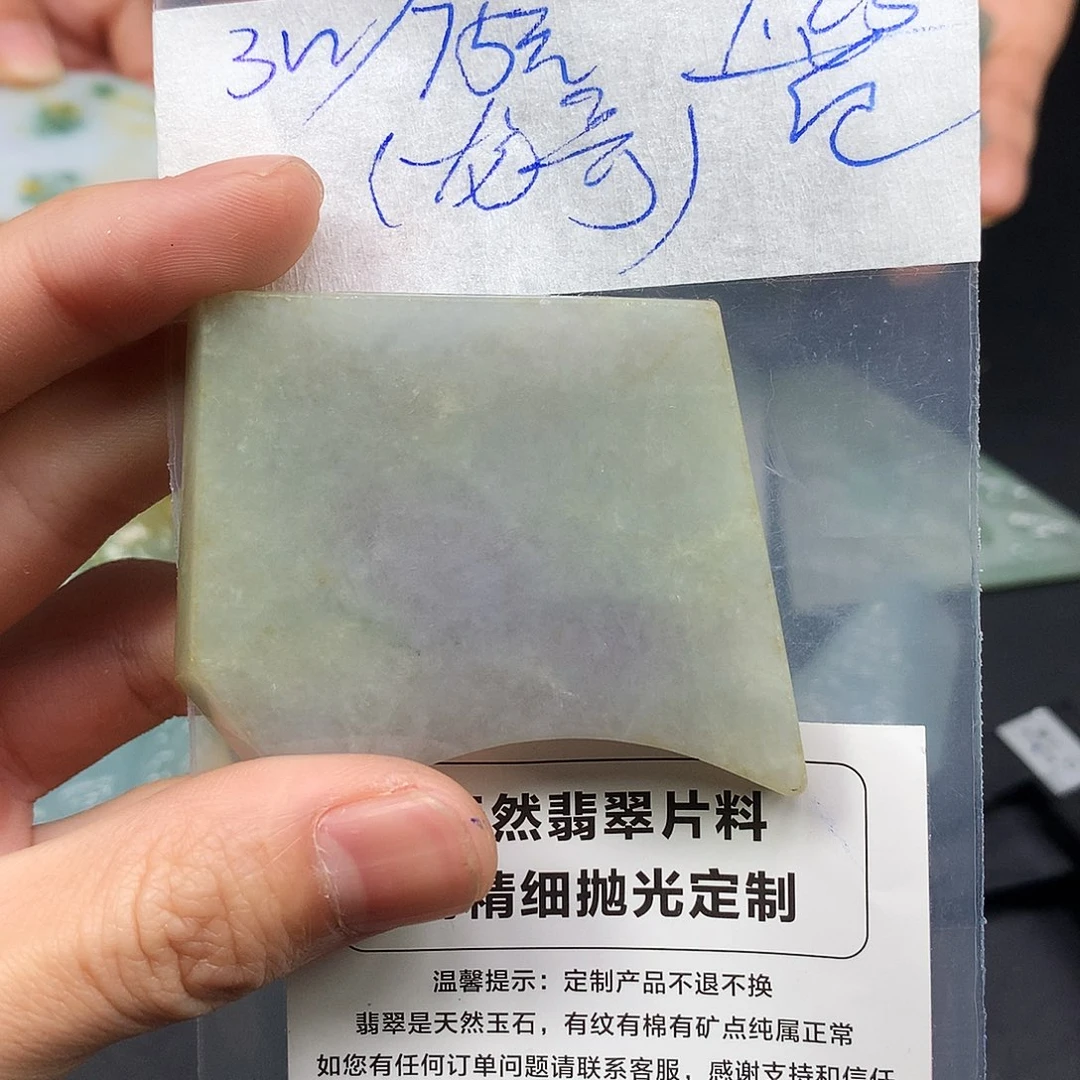 75元
(龙哥)
然翡翠片料
精细抛光定制
温馨提示：定制产品不退不换
翡翠是天然玉石，有纹有棉有矿点纯属正常
如您有任何订单问题请联系客服，感谢支持和信任